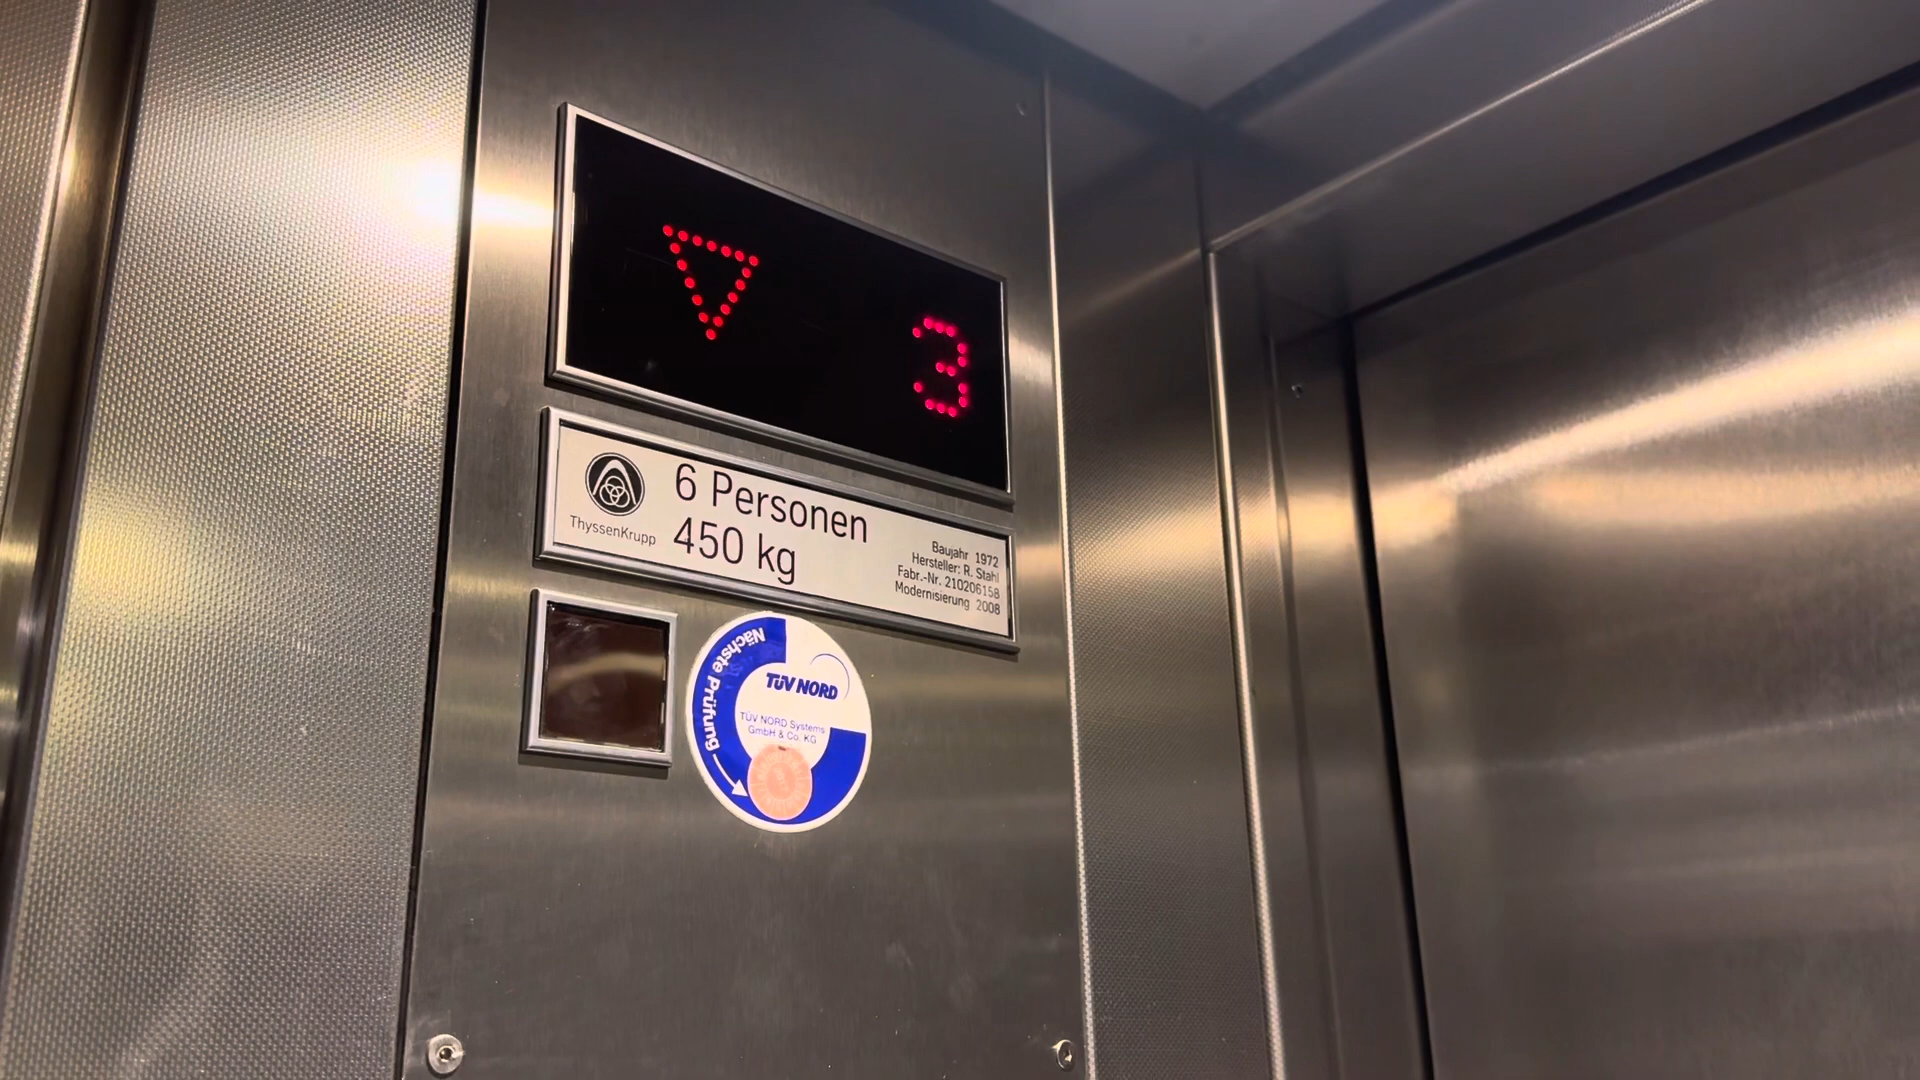 3
6 Personen
450 kg
ThyssenKrupp
Baujahr 1972
Hersteller: R. Stahl
Fabr.-Nr. 210206158
Modernisierung 2008
Nächste Prüfung
TÜV NORD
TÜV NORD Systems
GmbH & Co. KG